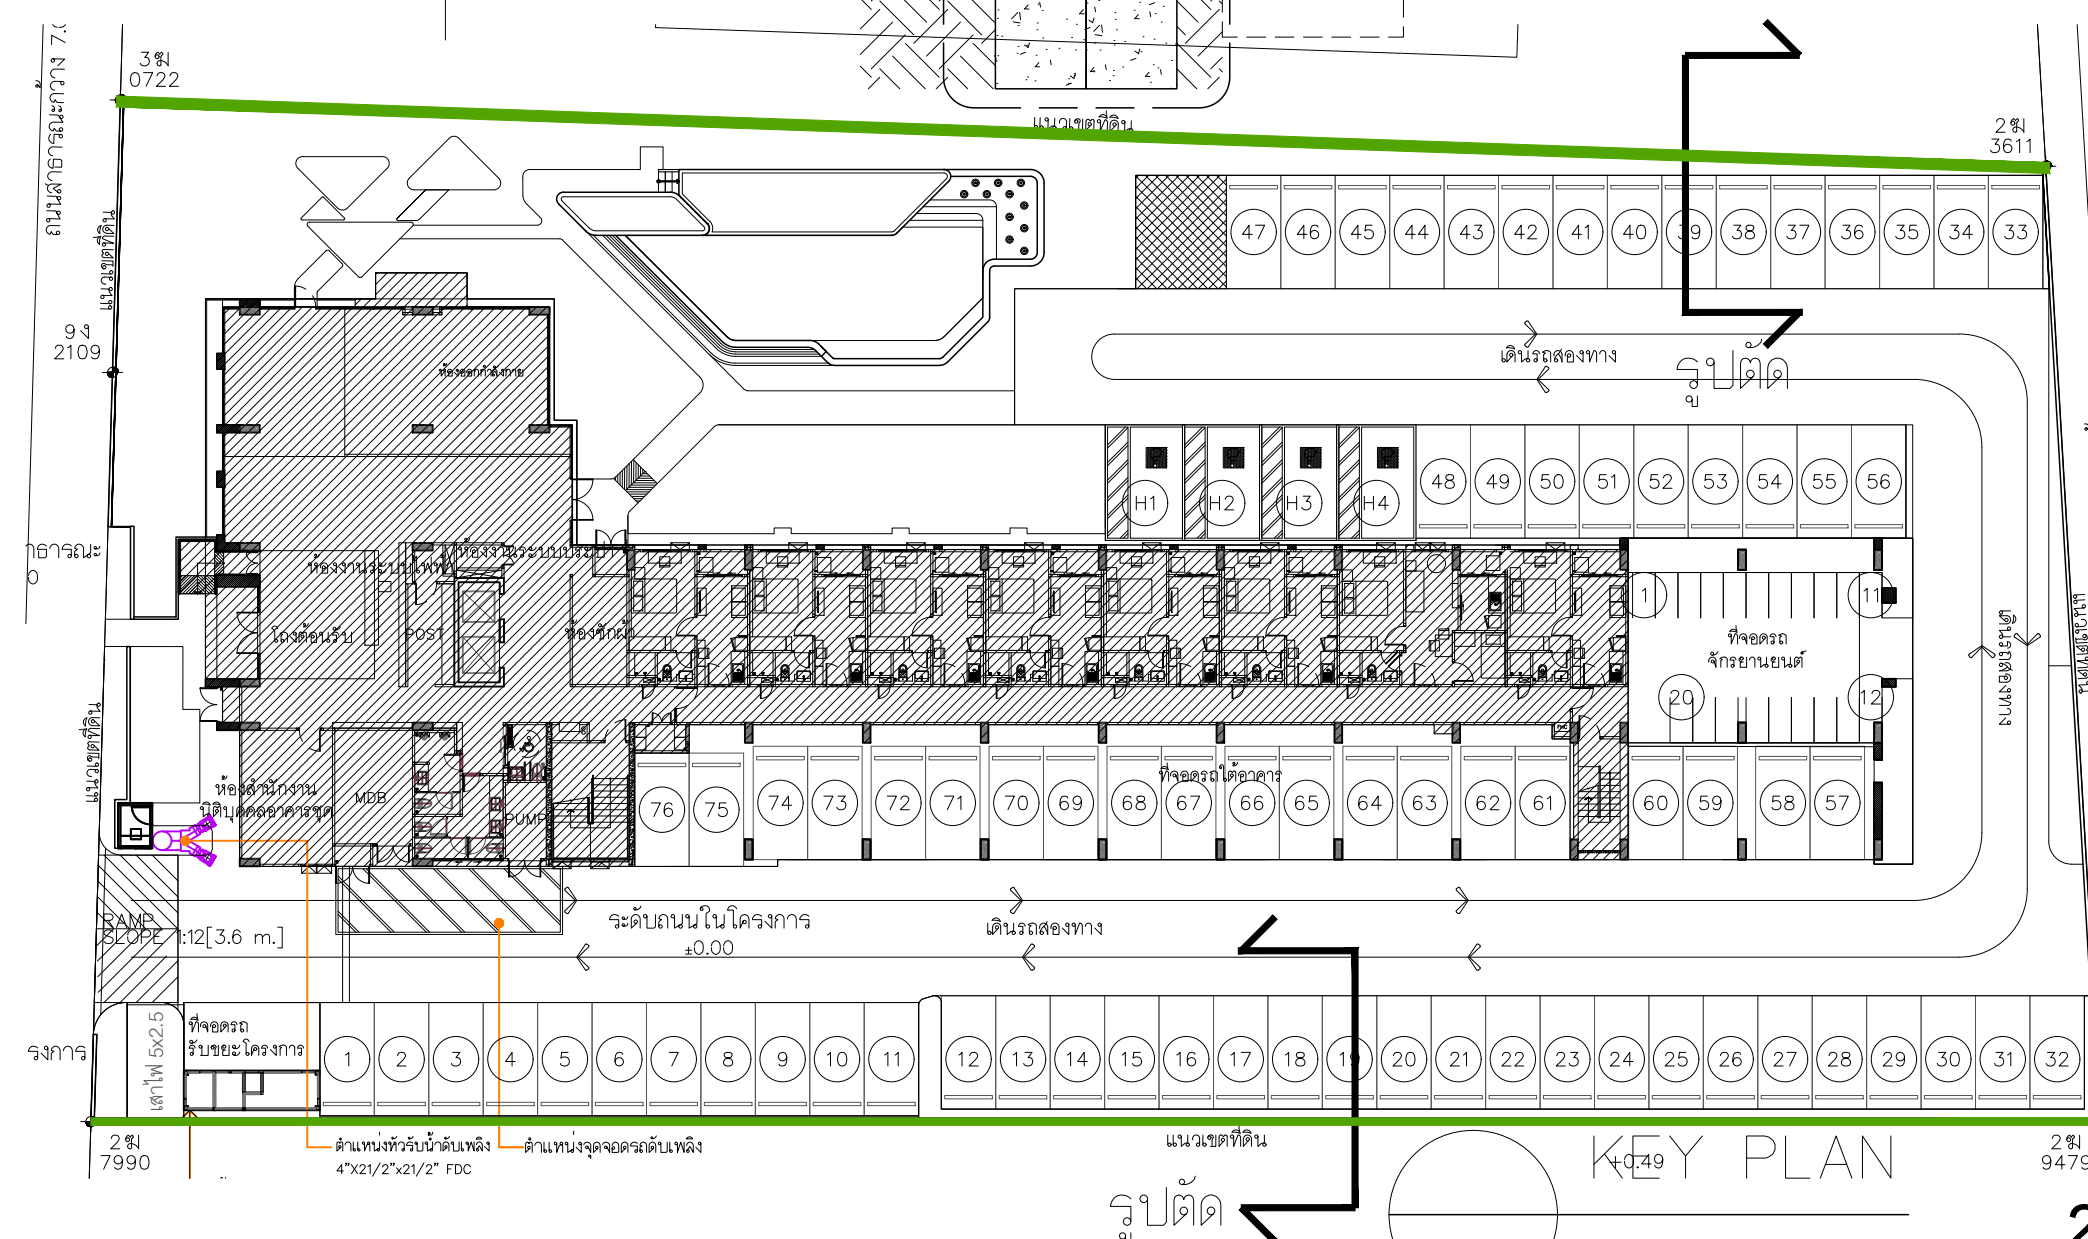 ถนนสาธารณะกว้าง 7.0
3ฆ
0722
แนวเขตที่ดิน
2ฆ
3611
แนวเขตที่ดิน
9ง
2109
47 46 45 44 43 42 41 40 39 38 37 36 35 34 33
เดินรถสองทาง
รูปตัด
ห้องออกกำลังกาย
H1 H2 H3 H4
48 49 50 51 52 53 54 55 56
าธารณะ
0
ห้องงานระบบประปา
ห้องงานระบบไฟฟ้า
โถงต้อนรับ
POST
ห้องซักผ้า
1 11
ที่จอดรถ
จักรยานยนต์
20 12
เดินรถสองทาง
แนวเขตที่ดิน
แนวเขตที่ดิน
ห้องสำนักงาน
นิติบุคคลอาคารชุด
MDB
PUMP
ที่จอดรถใต้อาคาร
76 75 74 73 72 71 70 69 68 67 66 65 64 63 62 61 60 59 58 57
RAMP
SLOPE 1:12[3.6 m.]
ระดับถนนในโครงการ
±0.00
เดินรถสองทาง
รงการ
เสาไฟ 5x2.5
ที่จอดรถ
รับขยะโครงการ
1 2 3 4 5 6 7 8 9 10 11 12 13 14 15 16 17 18 19 20 21 22 23 24 25 26 27 28 29 30 31 32
2ฆ
7990
ตำแหน่งหัวรับน้ำดับเพลิง
4"X21/2"x21/2" FDC
ตำแหน่งจุดจอดรถดับเพลิง
แนวเขตที่ดิน
KEY PLAN
+0.49
2ฆ
9479
รูปตัด
2